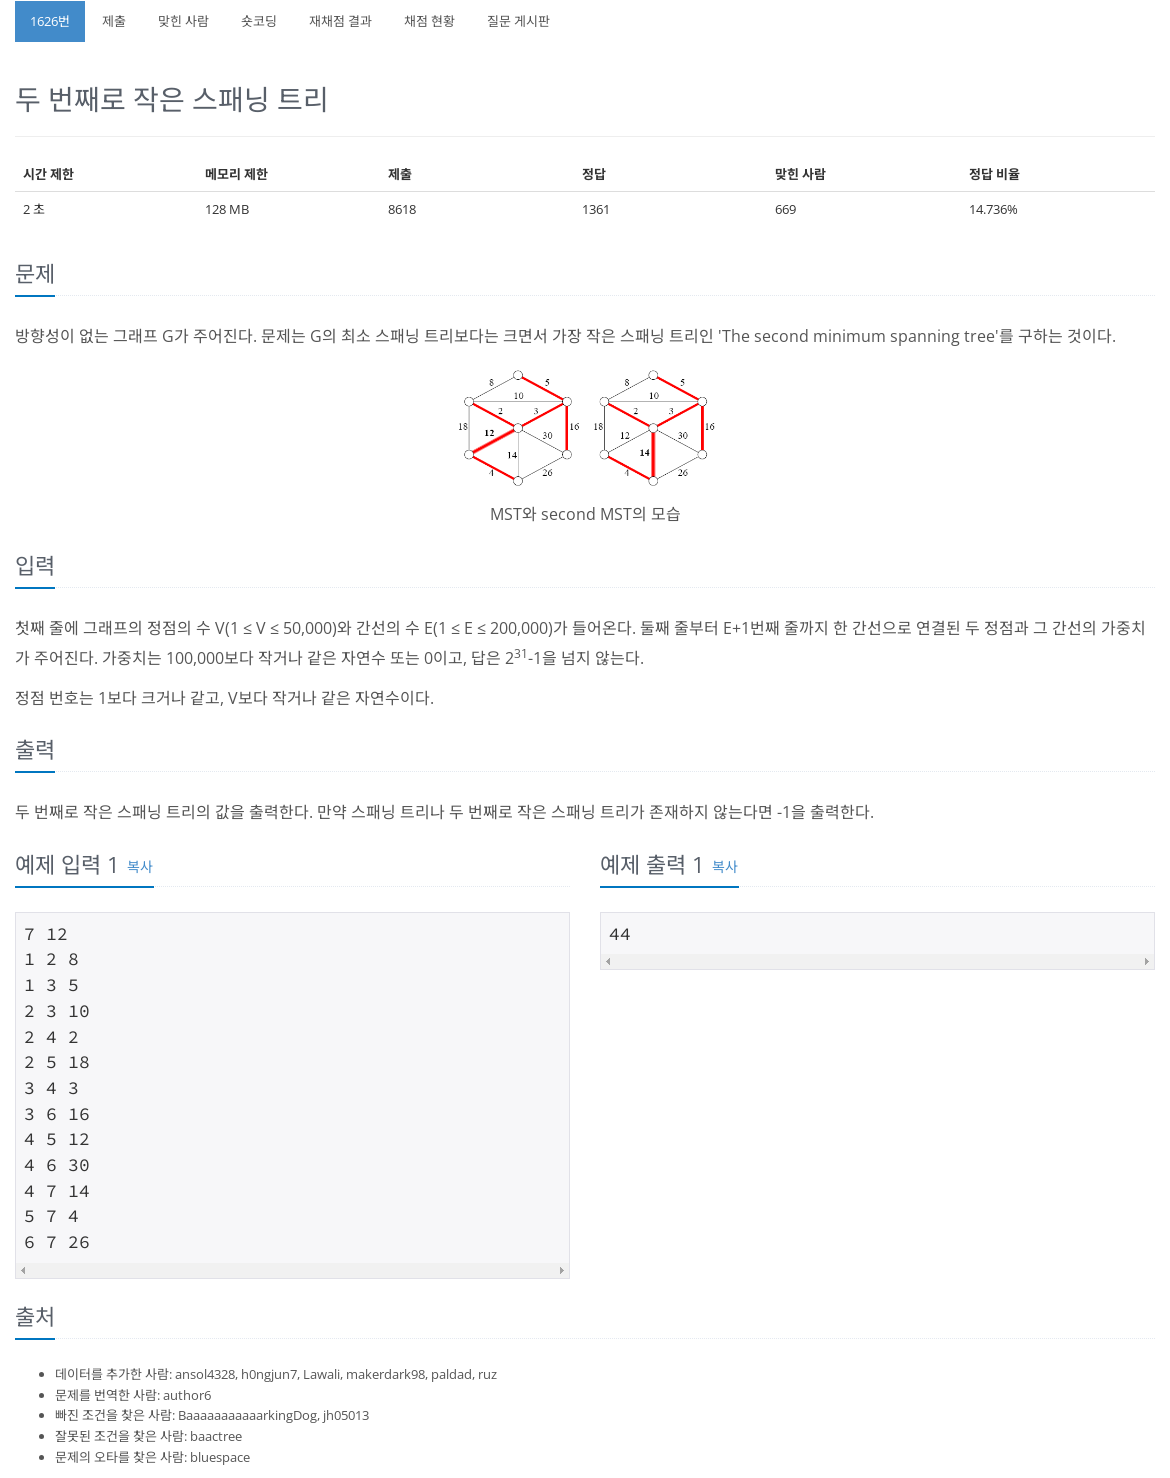 1626번 제출 맞힌 사람 숏코딩 재채점 결과 채점 현황 질문 게시판
두 번째로 작은 스패닝 트리
시간 제한 메모리 제한 제출 정답 맞힌 사람 정답 비율
2 초 128 MB 8618 1361 669 14.736%
문제
방향성이 없는 그래프 G가 주어진다. 문제는 G의 최소 스패닝 트리보다는 크면서 가장 작은 스패닝 트리인 'The second minimum spanning tree'를 구하는 것이다.
8 5 8 5
10 10
2 3 2 3
18 12 30 16 18 12 30 16
14 14
4 26 4 26
MST와 second MST의 모습
입력
첫째 줄에 그래프의 정점의 수 V(1 ≤ V ≤ 50,000)와 간선의 수 E(1 ≤ E ≤ 200,000)가 들어온다. 둘째 줄부터 E+1번째 줄까지 한 간선으로 연결된 두 정점과 그 간선의 가중치
가 주어진다. 가중치는 100,000보다 작거나 같은 자연수 또는 0이고, 답은 2³¹-1을 넘지 않는다.
정점 번호는 1보다 크거나 같고, V보다 작거나 같은 자연수이다.
출력
두 번째로 작은 스패닝 트리의 값을 출력한다. 만약 스패닝 트리나 두 번째로 작은 스패닝 트리가 존재하지 않는다면 -1을 출력한다.
예제 입력 1 복사
7 12
1 2 8
1 3 5
2 3 10
2 4 2
2 5 18
3 4 3
3 6 16
4 5 12
4 6 30
4 7 14
5 7 4
6 7 26
예제 출력 1 복사
44
출처
데이터를 추가한 사람: ansol4328, h0ngjun7, Lawali, makerdark98, paldad, ruz
문제를 번역한 사람: author6
빠진 조건을 찾은 사람: BaaaaaaaaaaarkingDog, jh05013
잘못된 조건을 찾은 사람: baactree
문제의 오타를 찾은 사람: bluespace